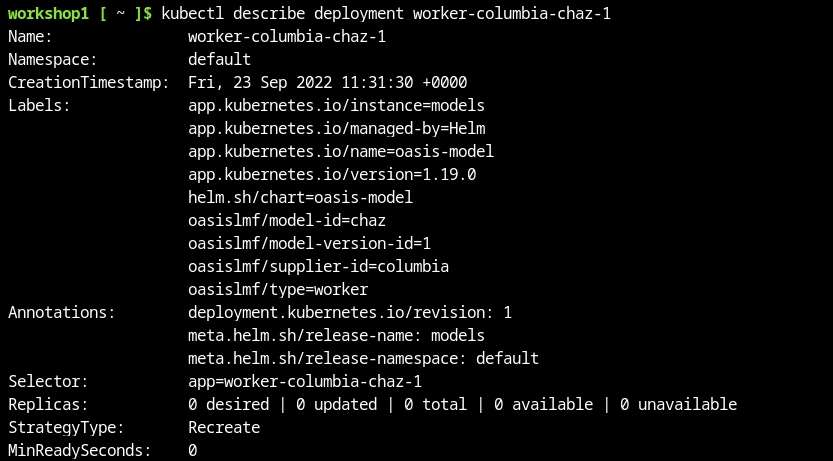 workshop1 [ ~ ]$ kubectl describe deployment worker-columbia-chaz-1
Name:                   worker-columbia-chaz-1
Namespace:              default
CreationTimestamp:  Fri, 23 Sep 2022 11:31:30 +0000
Labels:                 app.kubernetes.io/instance=models
                        app.kubernetes.io/managed-by=Helm
                        app.kubernetes.io/name=oasis-model
                        app.kubernetes.io/version=1.19.0
                        helm.sh/chart=oasis-model
                        oasislmf/model-id=chaz
                        oasislmf/model-version-id=1
                        oasislmf/supplier-id=columbia
                        oasislmf/type=worker
Annotations:            deployment.kubernetes.io/revision: 1
                        meta.helm.sh/release-name: models
                        meta.helm.sh/release-namespace: default
Selector:               app=worker-columbia-chaz-1
Replicas:               0 desired | 0 updated | 0 total | 0 available | 0 unavailable
StrategyType:           Recreate
MinReadySeconds:        0